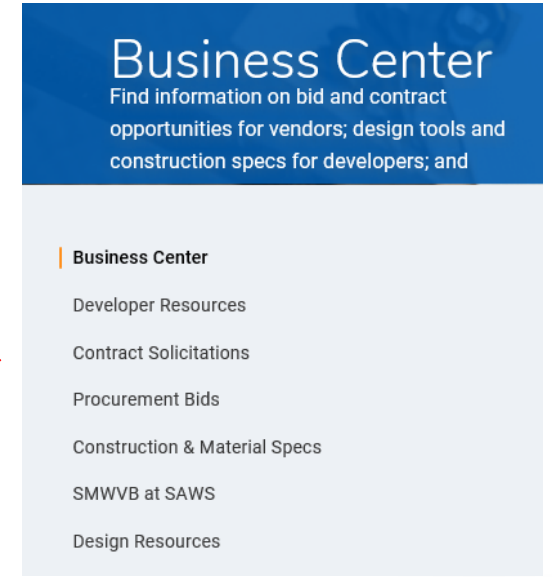 Business Center
Find information on bid and contract
opportunities for vendors; design tools and
construction specs for developers; and
Business Center
Developer Resources
Contract Solicitations
Procurement Bids
Construction & Material Specs
SMWVB at SAWS
Design Resources